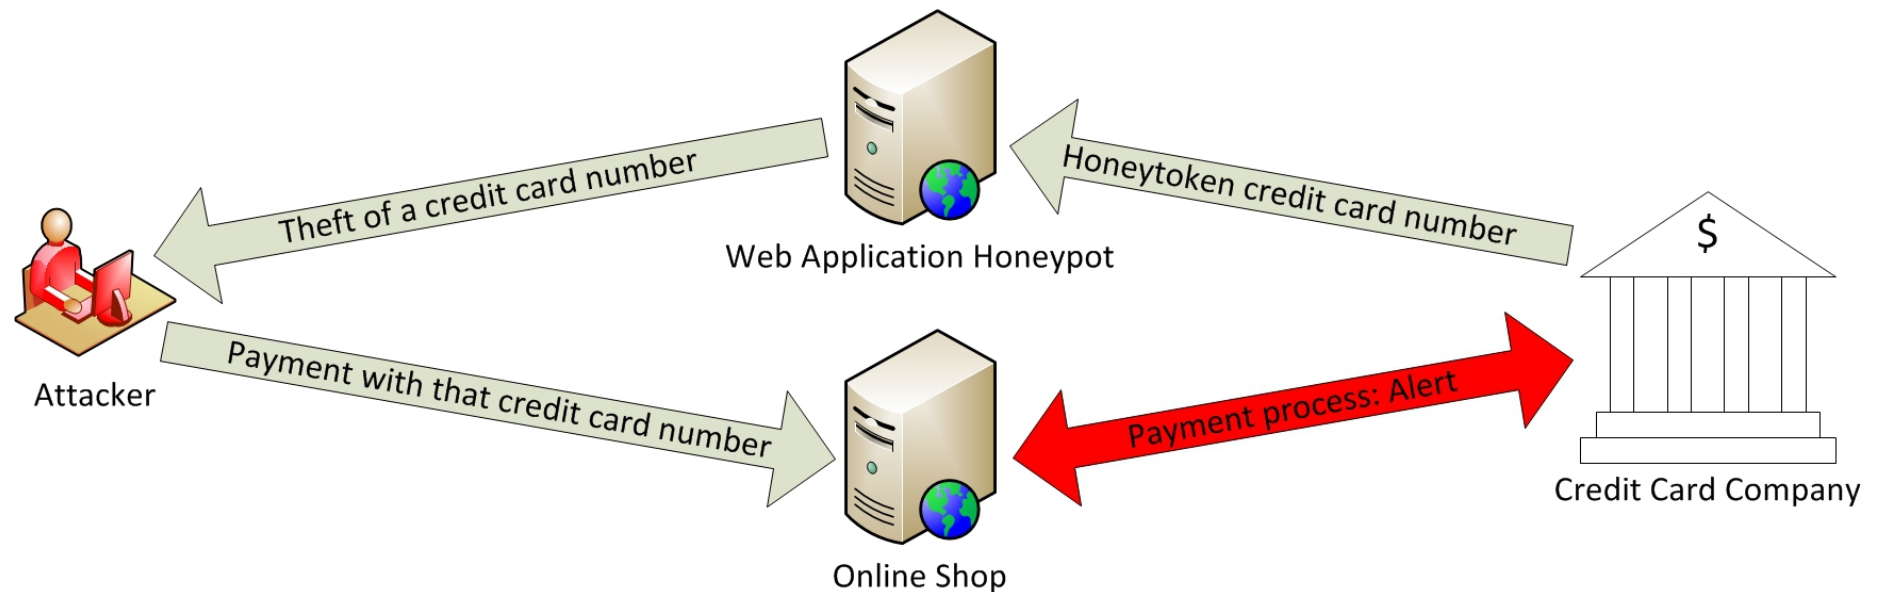 Theft of a credit card number
Honeytoken credit card number
Web Application Honeypot
$
Attacker
Payment with that credit card number
Payment process: Alert
Credit Card Company
Online Shop